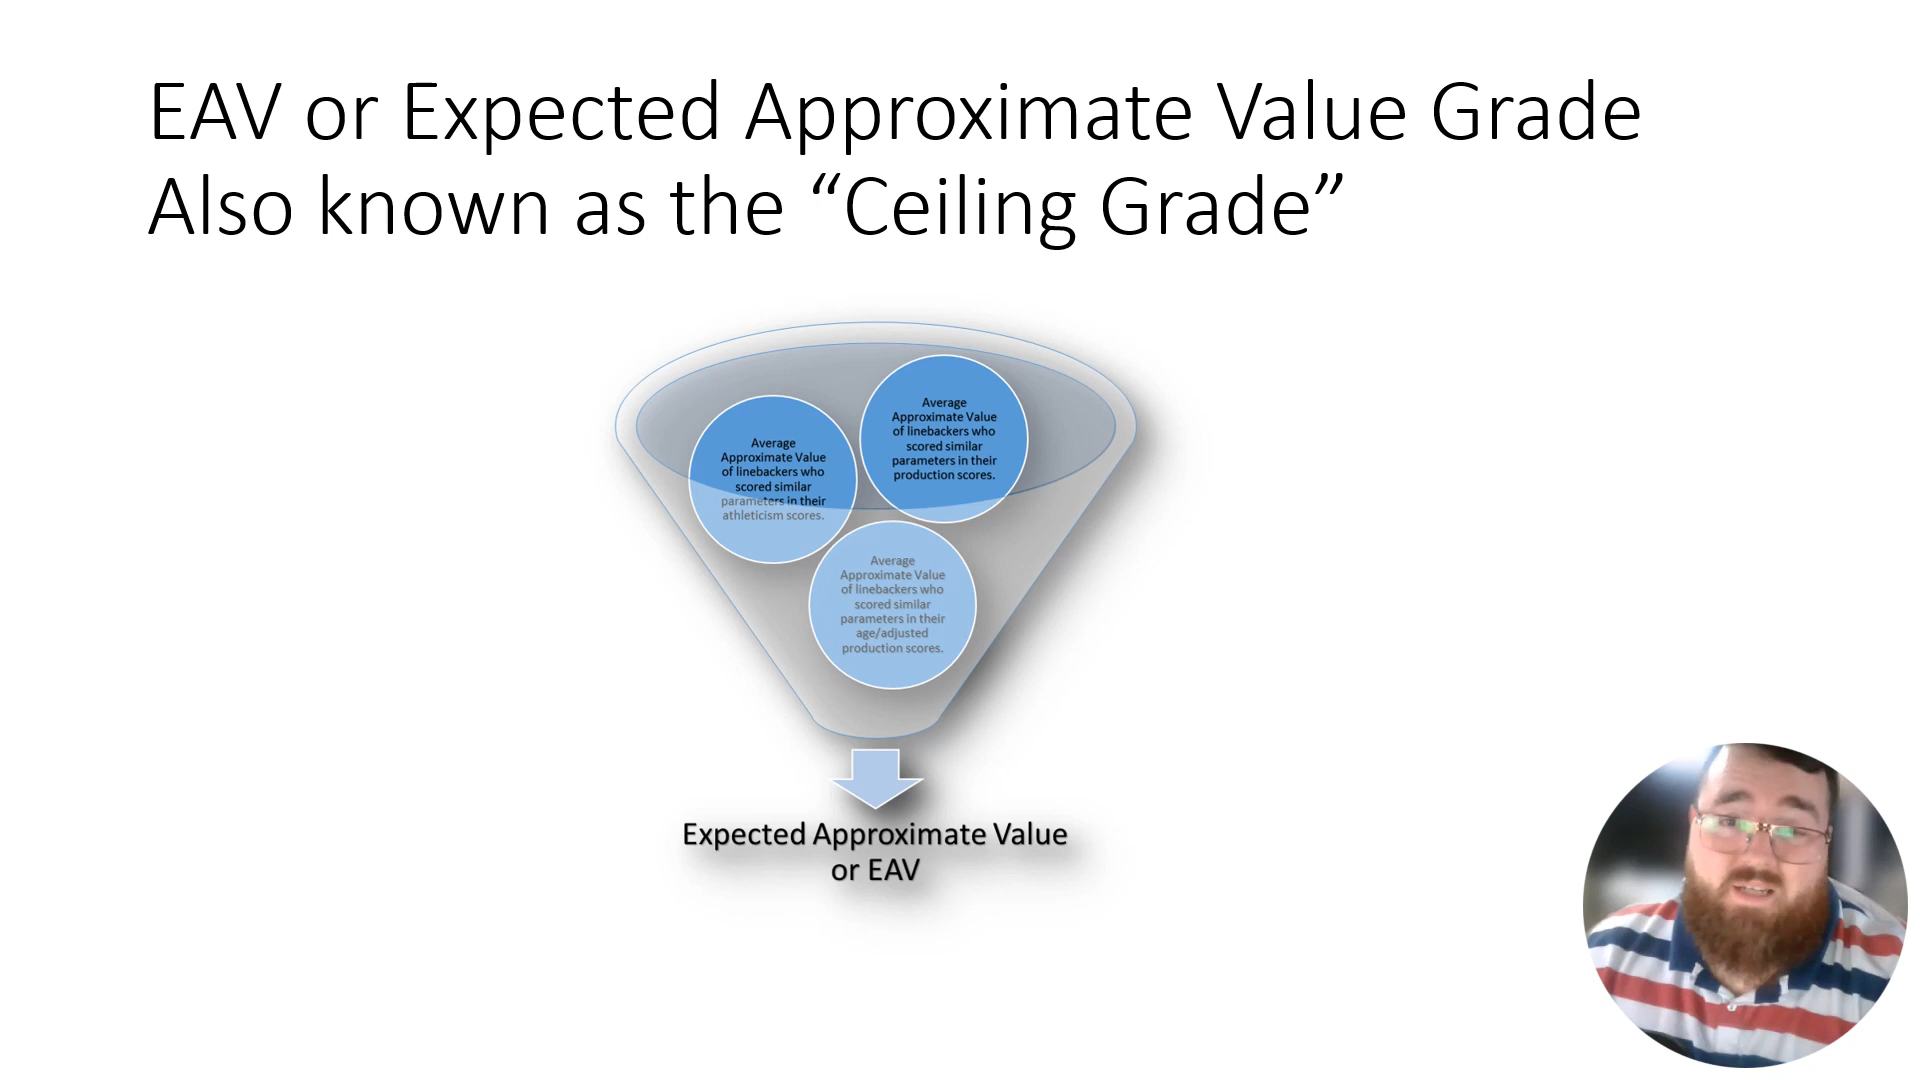 EAV or Expected Approximate Value Grade
Also known as the “Ceiling Grade”
Average
Approximate Value
of linebackers who
scored similar
parameters in their
athleticism scores.
Average
Approximate Value
of linebackers who
scored similar
parameters in their
production scores.
Average
Approximate Value
of linebackers who
scored similar
parameters in their
age/adjusted
production scores.
Expected Approximate Value
or EAV